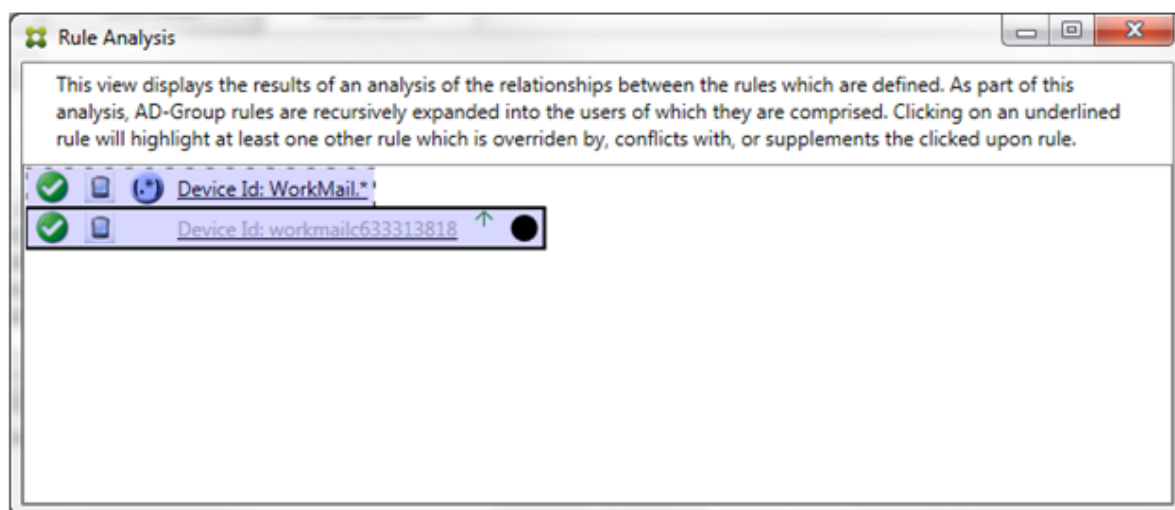 Rule Analysis
This view displays the results of an analysis of the relationships between the rules which are defined. As part of this
analysis, AD-Group rules are recursively expanded into the users of which they are comprised. Clicking on an underlined
rule will highlight at least one other rule which is overriden by, conflicts with, or supplements the clicked upon rule.
(.*) Device Id: WorkMail.*
Device Id: workmailc633313818